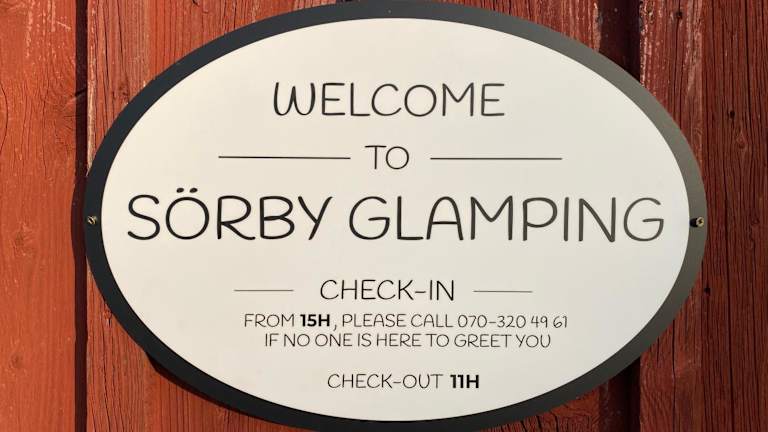 WELCOME
TO
SÖRBY GLAMPING
CHECK-IN
FROM 15H, PLEASE CALL 070-320 49 61
IF NO ONE IS HERE TO GREET YOU
CHECK-OUT 11H